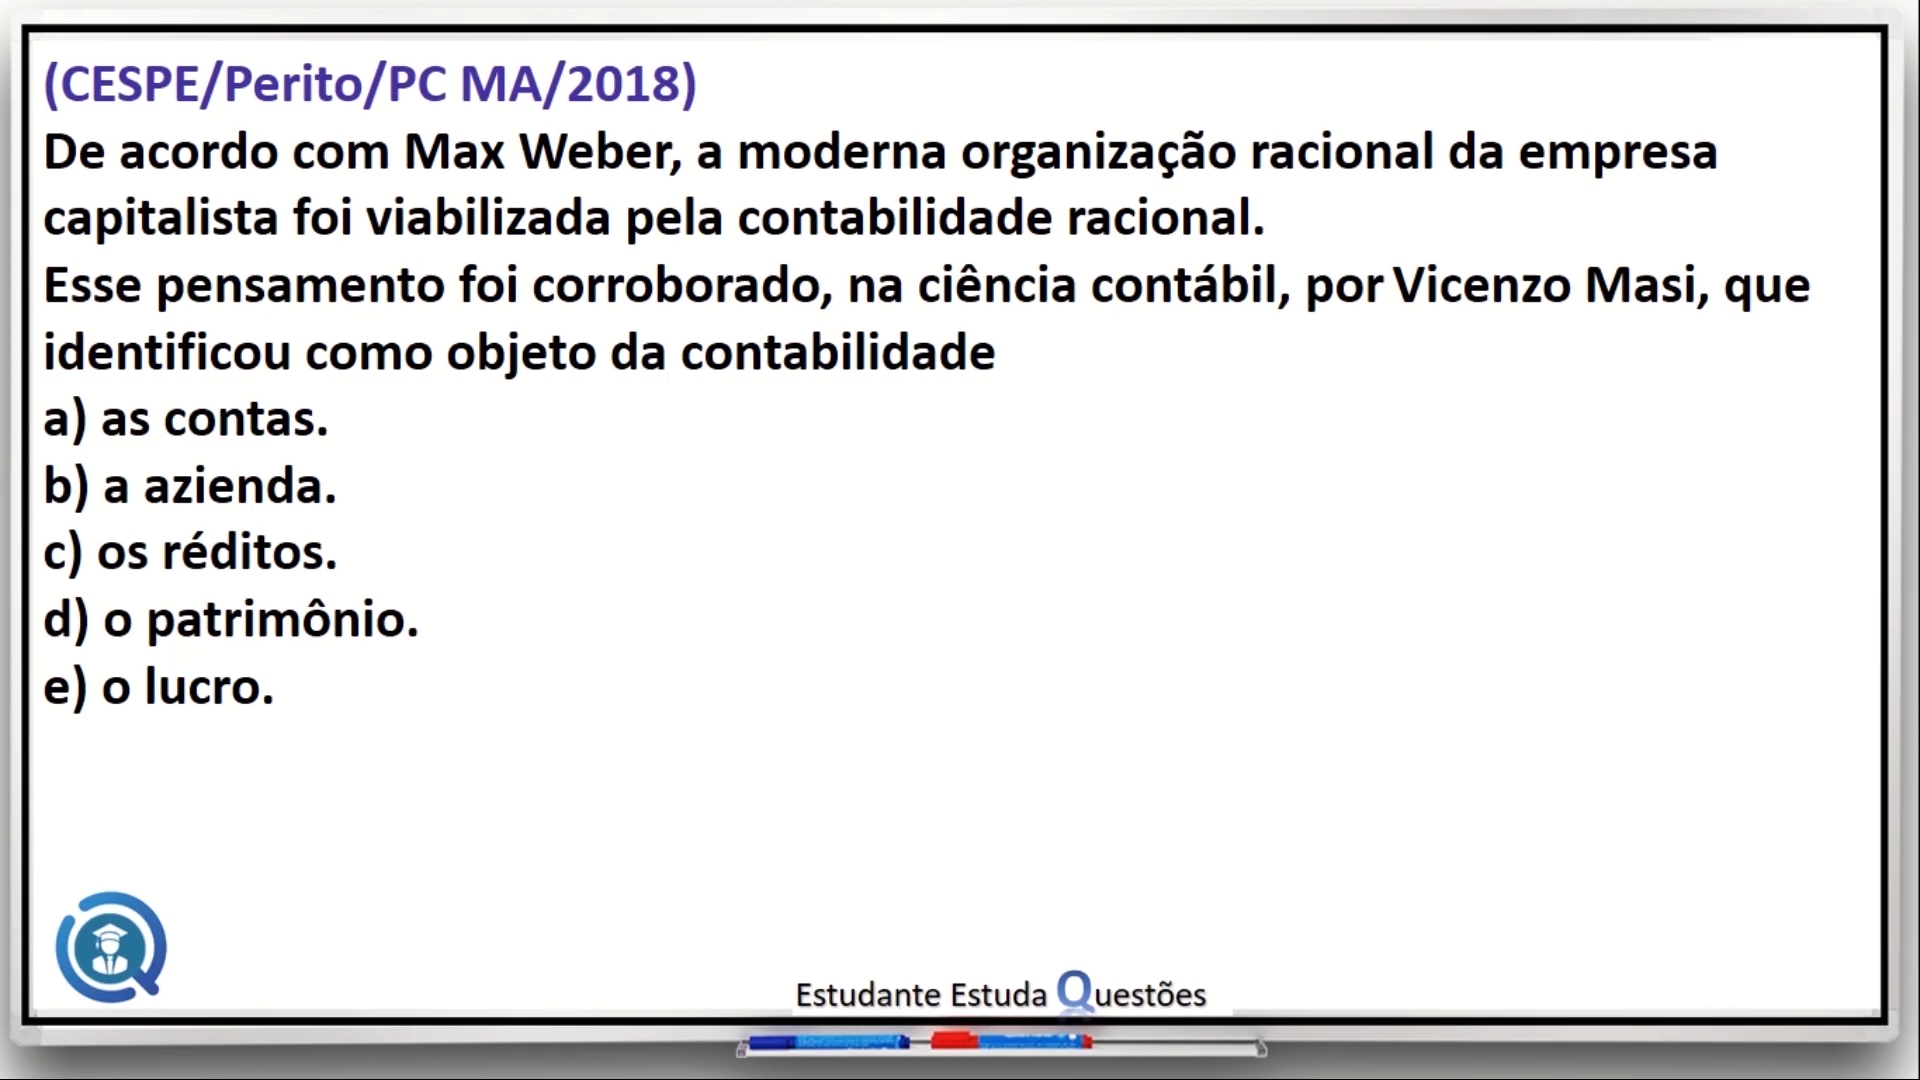 (CESPE/Perito/PC MA/2018)
De acordo com Max Weber, a moderna organização racional da empresa
capitalista foi viabilizada pela contabilidade racional.
Esse pensamento foi corroborado, na ciência contábil, por Vicenzo Masi, que
identificou como objeto da contabilidade
a) as contas.
b) a azienda.
c) os réditos.
d) o patrimônio.
e) o lucro.
Estudante Estuda Questões